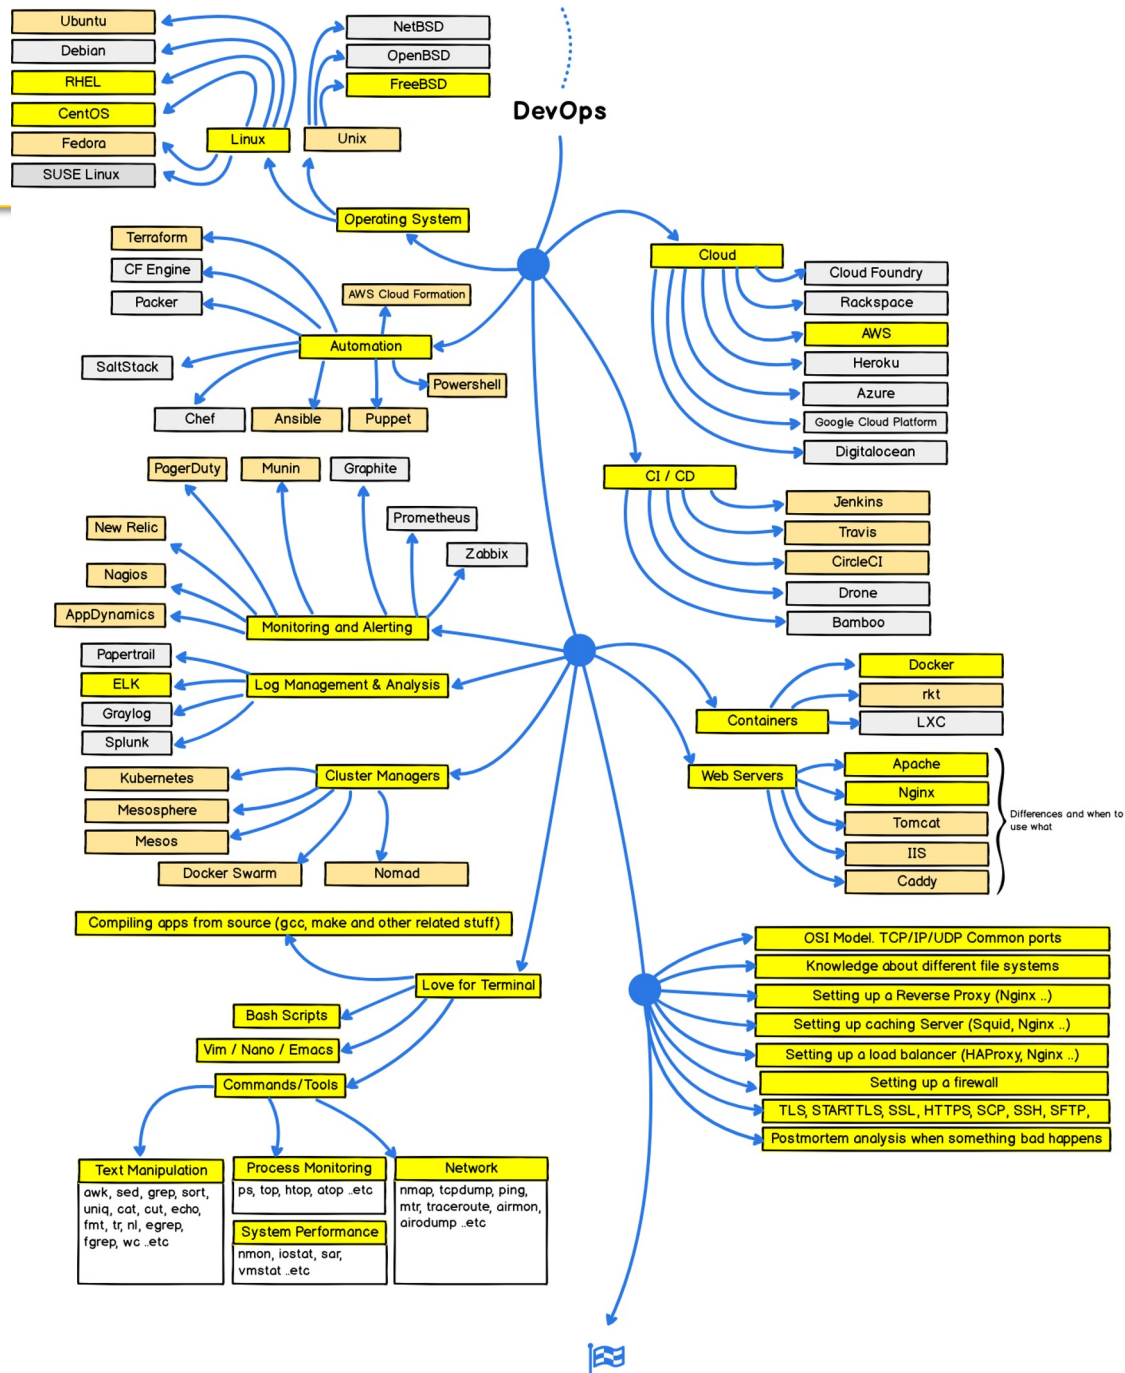 DevOps
Ubuntu
Debian
RHEL
CentOS
Fedora
SUSE Linux
NetBSD
OpenBSD
FreeBSD
Linux
Unix
Operating System
Cloud
Cloud Foundry
Rackspace
AWS
Heroku
Azure
Google Cloud Platform
Digitalocean
Terraform
CF Engine
Packer
AWS Cloud Formation
Automation
SaltStack
Powershell
Chef
Ansible
Puppet
CI / CD
Jenkins
Travis
CircleCI
Drone
Bamboo
PagerDuty
Munin
Graphite
Prometheus
Zabbix
New Relic
Nagios
AppDynamics
Monitoring and Alerting
Papertrail
ELK
Graylog
Splunk
Log Management & Analysis
Containers
Docker
rkt
LXC
Cluster Managers
Kubernetes
Mesosphere
Mesos
Docker Swarm
Nomad
Web Servers
Apache
Nginx
Tomcat
IIS
Caddy
Differences and when to
use what
Compiling apps from source (gcc, make and other related stuff)
Love for Terminal
Bash Scripts
Vim / Nano / Emacs
Commands/Tools
OSI Model. TCP/IP/UDP Common ports
Knowledge about different file systems
Setting up a Reverse Proxy (Nginx ..)
Setting up caching Server (Squid, Nginx ..)
Setting up a load balancer (HAProxy, Nginx ..)
Setting up a firewall
TLS, STARTTLS, SSL, HTTPS, SCP, SSH, SFTP,
Postmortem analysis when something bad happens
Text Manipulation
awk, sed, grep, sort,
uniq, cat, cut, echo,
fmt, tr, nl, egrep,
fgrep, wc ..etc
Process Monitoring
ps, top, htop, atop ..etc
System Performance
nmon, iostat, sar,
vmstat ..etc
Network
nmap, tcpdump, ping,
mtr, traceroute, airmon,
airodump ..etc